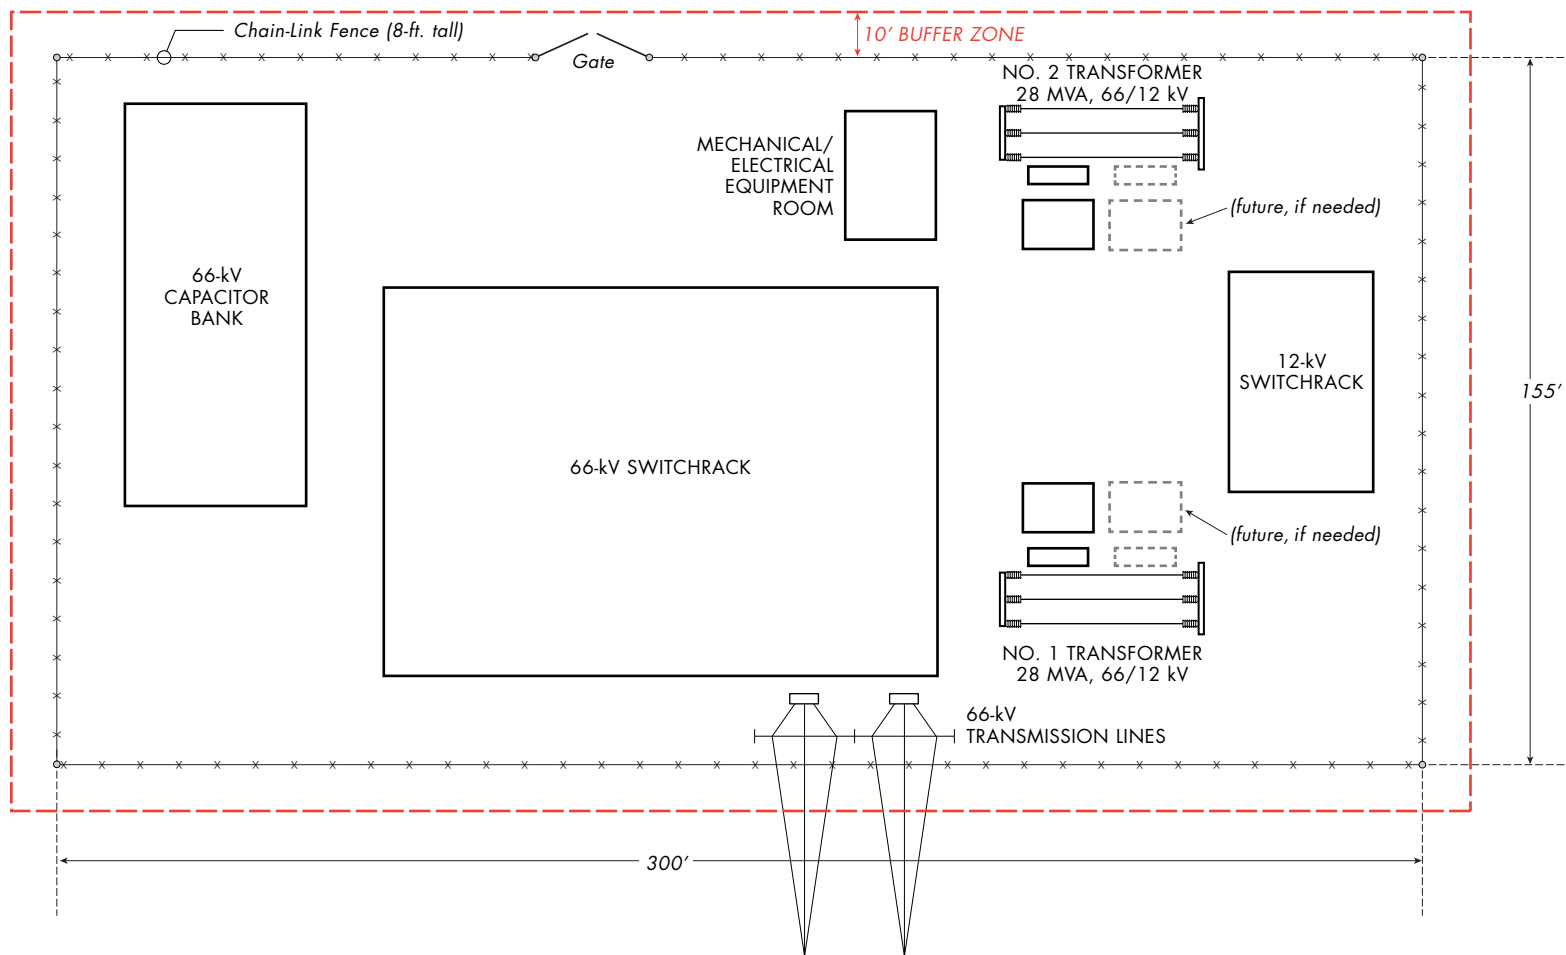 Chain-Link Fence (8-ft. tall)
Gate
10’ BUFFER ZONE
NO. 2 TRANSFORMER
28 MVA, 66/12 kV
MECHANICAL/
ELECTRICAL
EQUIPMENT
ROOM
(future, if needed)
66-kV
CAPACITOR
BANK
12-kV
SWITCHRACK
155’
66-kV SWITCHRACK
(future, if needed)
NO. 1 TRANSFORMER
28 MVA, 66/12 kV
66-kV
TRANSMISSION LINES
300’